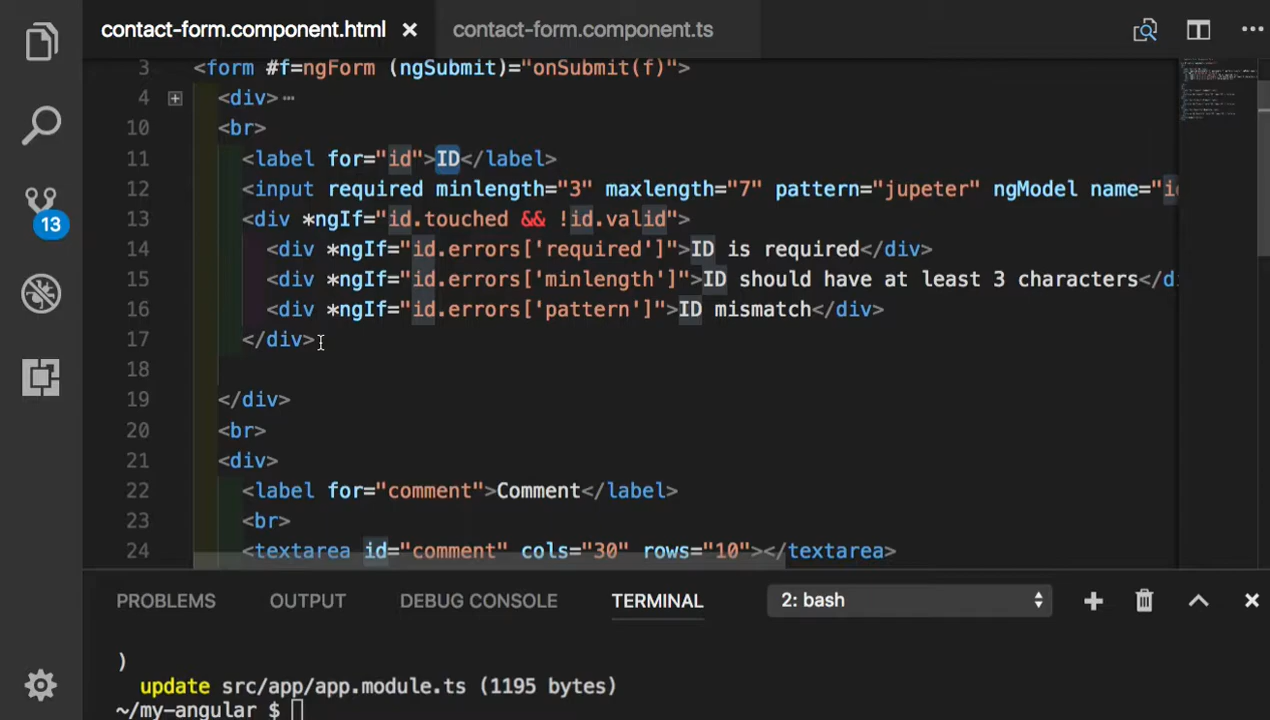 contact-form.component.html × contact-form.component.ts ...
3 <form #f=ngForm (ngSubmit)="onSubmit(f)">
4 <div>…
10 <br>
11 <label for="id">ID</label>
12 <input required minlength="3" maxlength="7" pattern="jupeter" ngModel name="id
13 <div *ngIf="id.touched && !id.valid">
14 <div *ngIf="id.errors['required']">ID is required</div>
15 <div *ngIf="id.errors['minlength']">ID should have at least 3 characters</di
16 <div *ngIf="id.errors['pattern']">ID mismatch</div>
17 </div>
18
19 </div>
20 <br>
21 <div>
22 <label for="comment">Comment</label>
23 <br>
24 <textarea id="comment" cols="30" rows="10"></textarea>
13
PROBLEMS OUTPUT DEBUG CONSOLE TERMINAL 2: bash
)
update src/app/app.module.ts (1195 bytes)
~/my-angular $